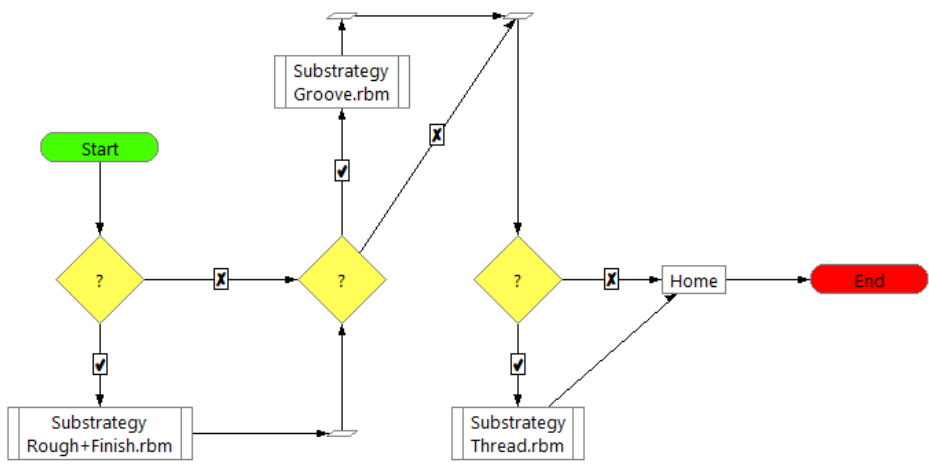 Substrategy
Groove.rbm
Start
?
?
?
Home
End
Substrategy
Rough+Finish.rbm
Substrategy
Thread.rbm